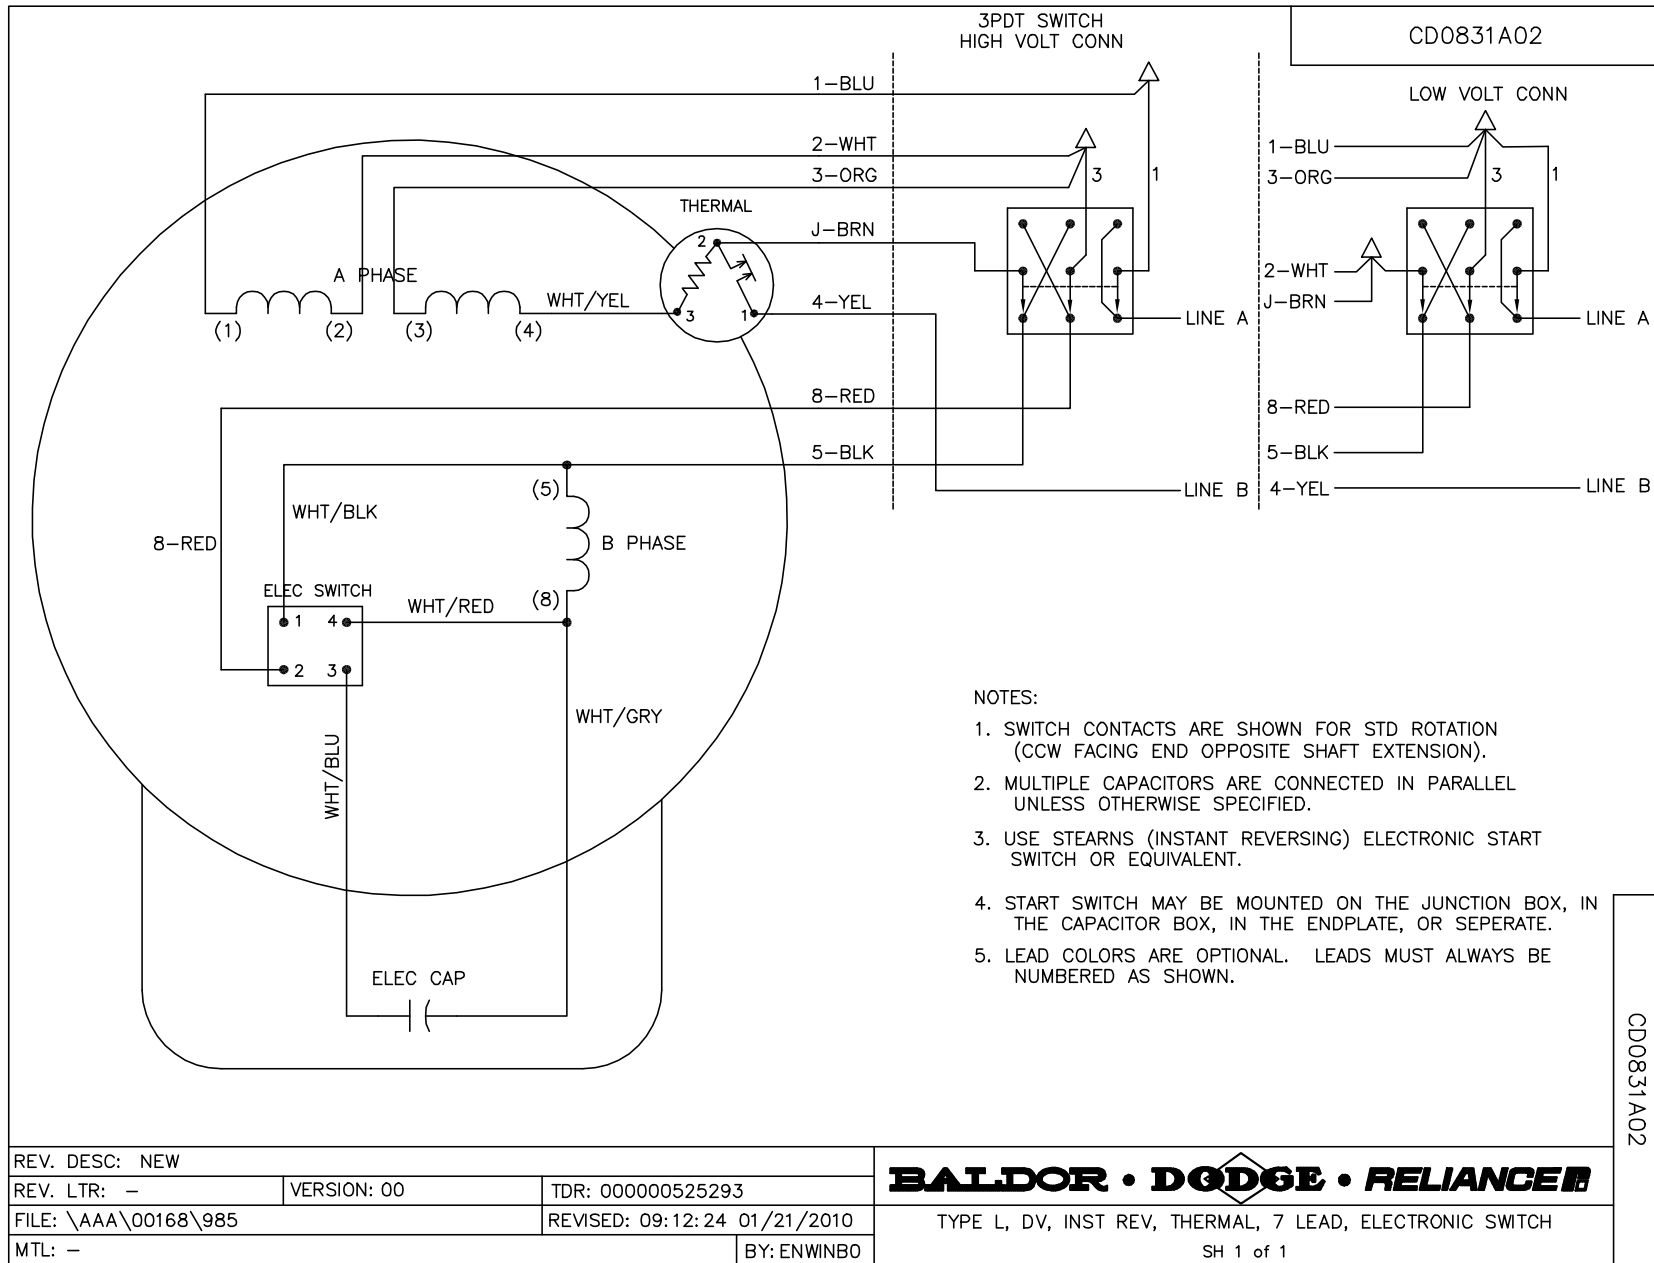 3PDT SWITCH
HIGH VOLT CONN
CD0831A02
1-BLU
LOW VOLT CONN
2-WHT
3-ORG
3
1
1-BLU
3-ORG
3
1
THERMAL
J-BRN
2
A PHASE
WHT/YEL
4-YEL
3
1
(1)
(2)
(3)
(4)
LINE A
2-WHT
J-BRN
LINE A
8-RED
8-RED
5-BLK
5-BLK
LINE B
4-YEL
LINE B
(5)
WHT/BLK
8-RED
B PHASE
ELEC SWITCH
WHT/RED
(8)
1
4
2
3
WHT/GRY
WHT/BLU
ELEC CAP
NOTES:
1. SWITCH CONTACTS ARE SHOWN FOR STD ROTATION
(CCW FACING END OPPOSITE SHAFT EXTENSION).
2. MULTIPLE CAPACITORS ARE CONNECTED IN PARALLEL
UNLESS OTHERWISE SPECIFIED.
3. USE STEARNS (INSTANT REVERSING) ELECTRONIC START
SWITCH OR EQUIVALENT.
4. START SWITCH MAY BE MOUNTED ON THE JUNCTION BOX, IN
THE CAPACITOR BOX, IN THE ENDPLATE, OR SEPERATE.
5. LEAD COLORS ARE OPTIONAL. LEADS MUST ALWAYS BE
NUMBERED AS SHOWN.
CD0831A02
REV. DESC: NEW
REV. LTR: -
VERSION: 00
TDR: 000000525293
FILE: \AAA\00168\985
REVISED: 09:12:24 01/21/2010
MTL: -
BY: ENWINBO
BALDOR • DODGE • RELIANCE
TYPE L, DV, INST REV, THERMAL, 7 LEAD, ELECTRONIC SWITCH
SH 1 of 1